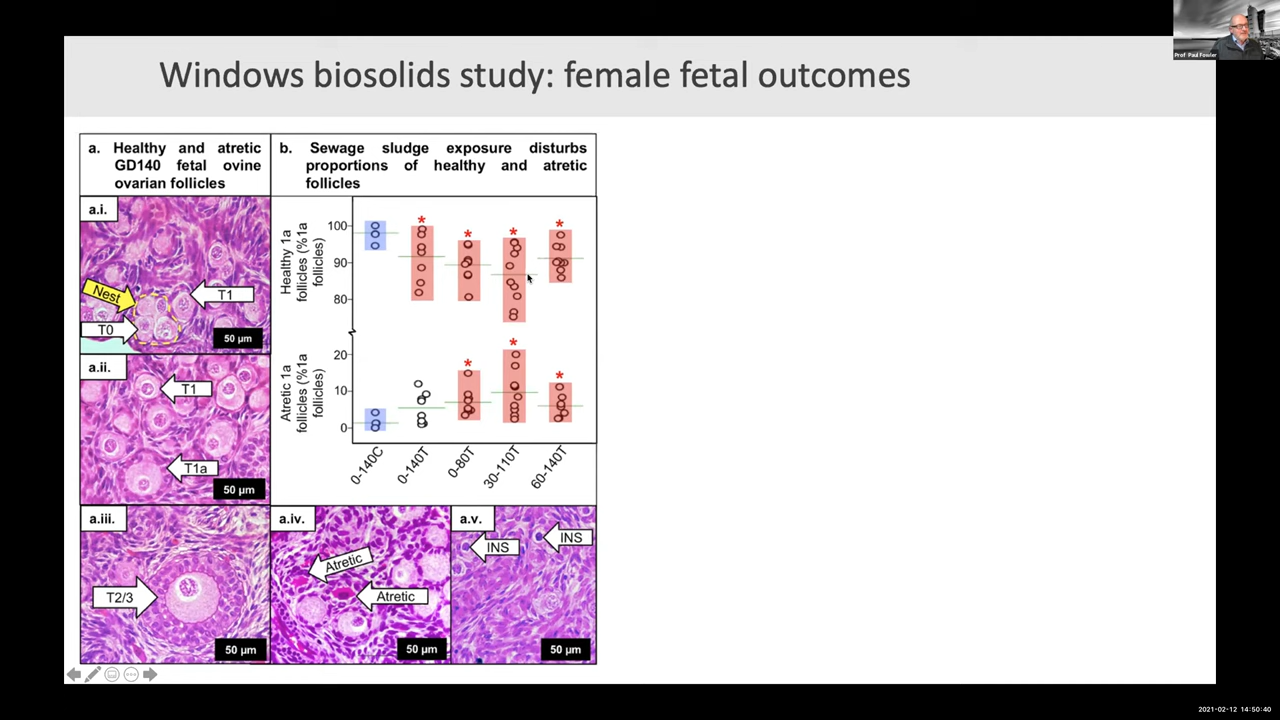 Prof Paul Fowler
Windows biosolids study: female fetal outcomes
a. Healthy and atretic
GD140 fetal ovine
ovarian follicles
b. Sewage sludge exposure disturbs
proportions of healthy and atretic
follicles
a.i.
Nest
T1
T0
50 µm
a.ii.
T1
T1a
50 µm
Healthy 1a
follicles (%1a
follicles)
100
90
80
* * * * *
Atretic 1a
follicles (%1a
follicles)
20
10
0
* * *
0-140C
0-140T
0-80T
30-110T
60-140T
a.iii.
T2/3
50 µm
a.iv.
Atretic
Atretic
50 µm
a.v.
INS
INS
50 µm
2021-02-12 14:50:40